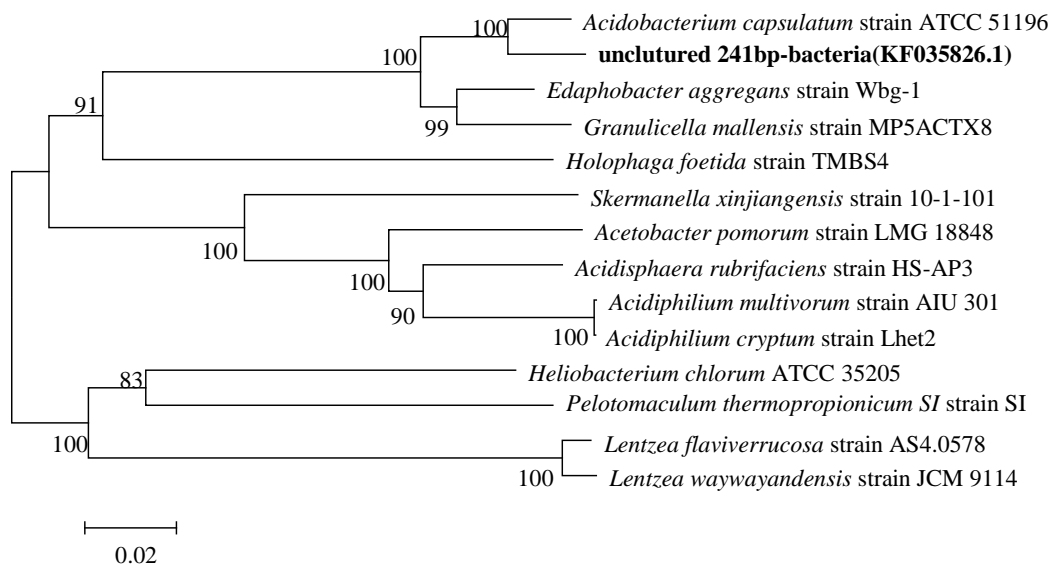 Acidobacterium capsulatum strain ATCC 51196
100
unclutured 241bp-bacteria(KF035826.1)
100
Edaphobacter aggregans strain Wbg-1
91
99
Granulicella mallensis strain MP5ACTX8
Holophaga foetida strain TMBS4
Skermanella xinjiangensis strain 10-1-101
100
Acetobacter pomorum strain LMG 18848
100
Acidisphaera rubrifaciens strain HS-AP3
90
Acidiphilium multivorum strain AIU 301
100
Acidiphilium cryptum strain Lhet2
83
Heliobacterium chlorum ATCC 35205
Pelotomaculum thermopropionicum SI strain SI
100
Lentzea flaviverrucosa strain AS4.0578
100
Lentzea waywayandensis strain JCM 9114
0.02